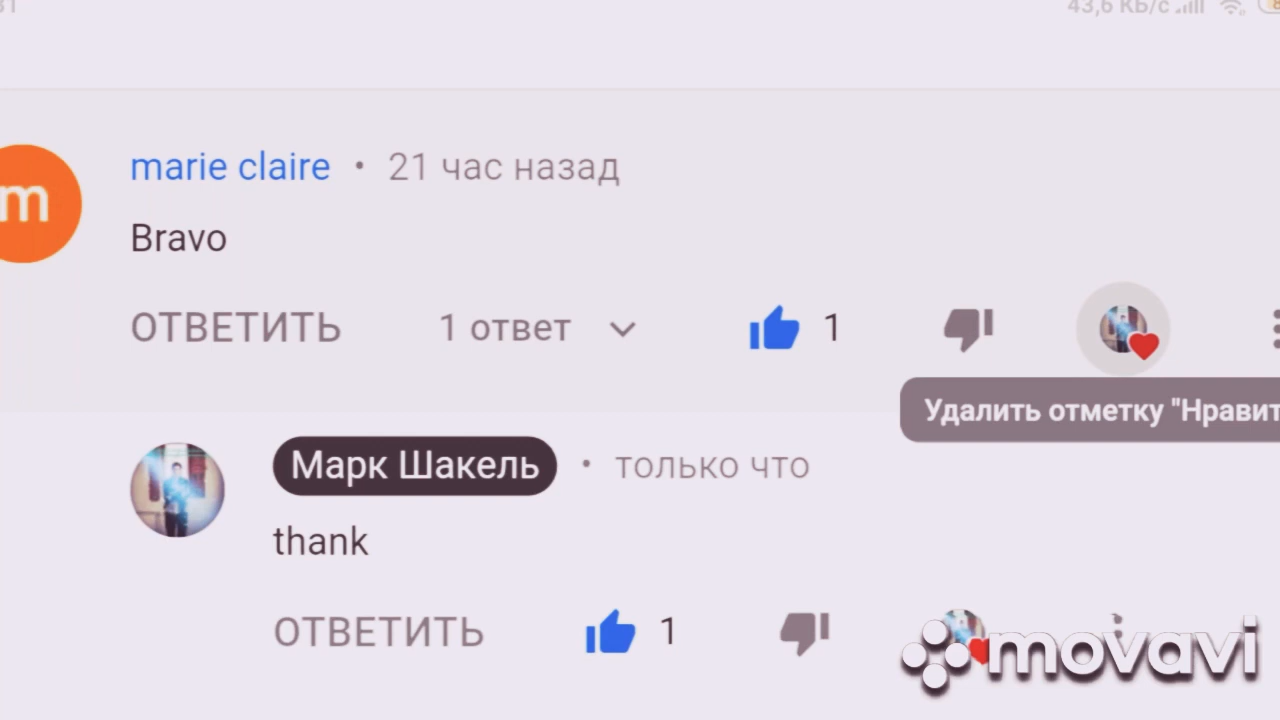 43,6 КБ/с
m
marie claire • 21 час назад
Bravo
ОТВЕТИТЬ 1 ответ 1
Удалить отметку "Нравит
Марк Шакель • только что
thank
ОТВЕТИТЬ 1
movavi